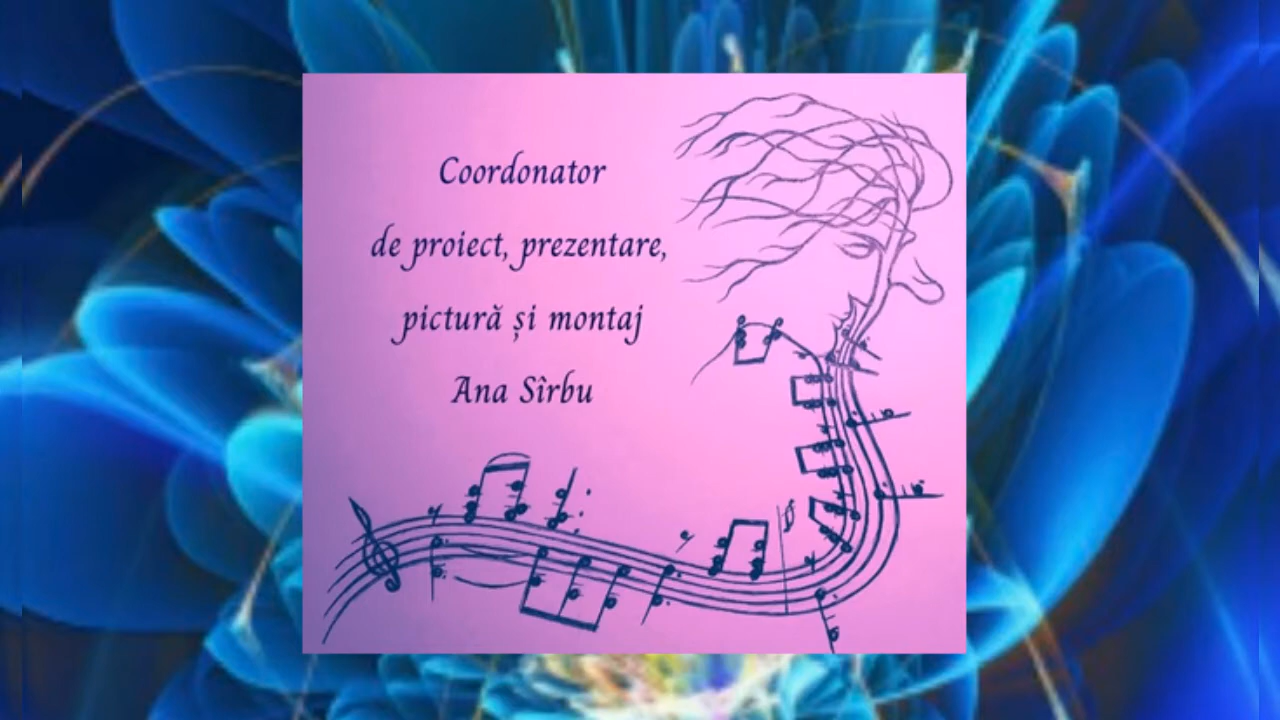 Coordonator
de proiect, prezentare,
pictură și montaj
Ana Sîrbu